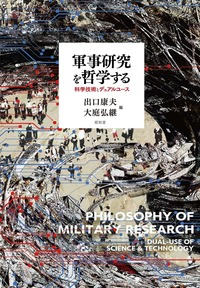 軍事研究
を哲学する
科学技術とデュアルユース
出口康夫
大庭弘継
編
昭和堂
PHILOSOPHY OF
MILITARY RESEARCH
DUAL-USE OF
SCIENCE & TECHNOLOGY